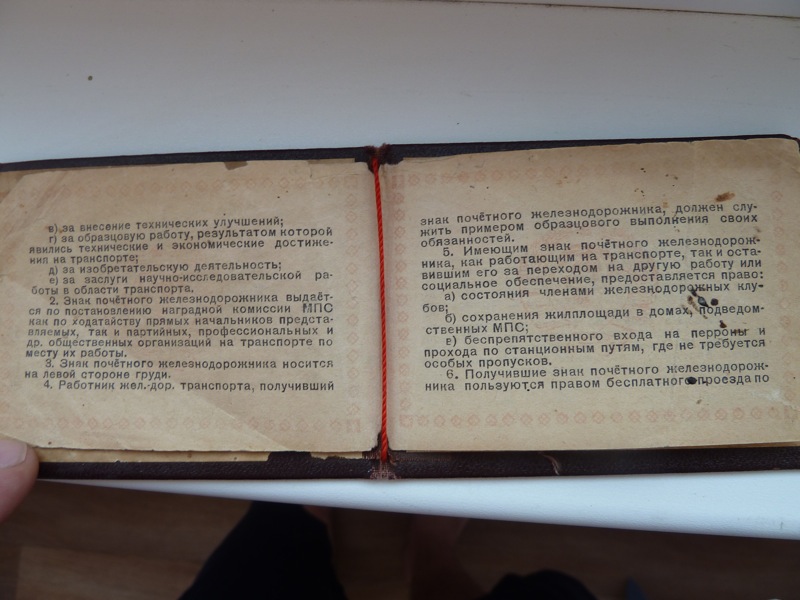 в) за внесение технических улучшений;
г) за образцовую работу, результатом которой
явились технические и экономические достиже-
ния на транспорте;
д) за изобретательскую деятельность;
е) за заслуги научно-исследовательской ра-
боты в области транспорта.
2. Знак почётного железнодорожника выдаёт-
ся по постановлению наградной комиссии МПС
как по ходатайству прямых начальников предста-
вляемых, так и партийных, профессиональных и
др. общественных организаций на транспорте по
месту их работы.
3. Знак почётного железнодорожника носится
на левой стороне груди.
4. Работник жел.-дор. транспорта, получивший
знак почётного железнодорожника, должен слу-
жить примером образцового выполнения своих
обязанностей.
5. Имеющим знак почётного железнодорож-
ника, как работающим на транспорте, так и оста-
вившим его за переходом на другую работу или
социальное обеспечение, предоставляется право:
а) состояния членами железнодорожных клу-
бов;
б) сохранения жилплощади в домах, подведом-
ственных МПС;
в) беспрепятственного входа на перроны и
прохода по станционным путям, где не требуется
особых пропусков.
6. Получившие знак почётного железнодорож-
ника пользуются правом бесплатного проезда по